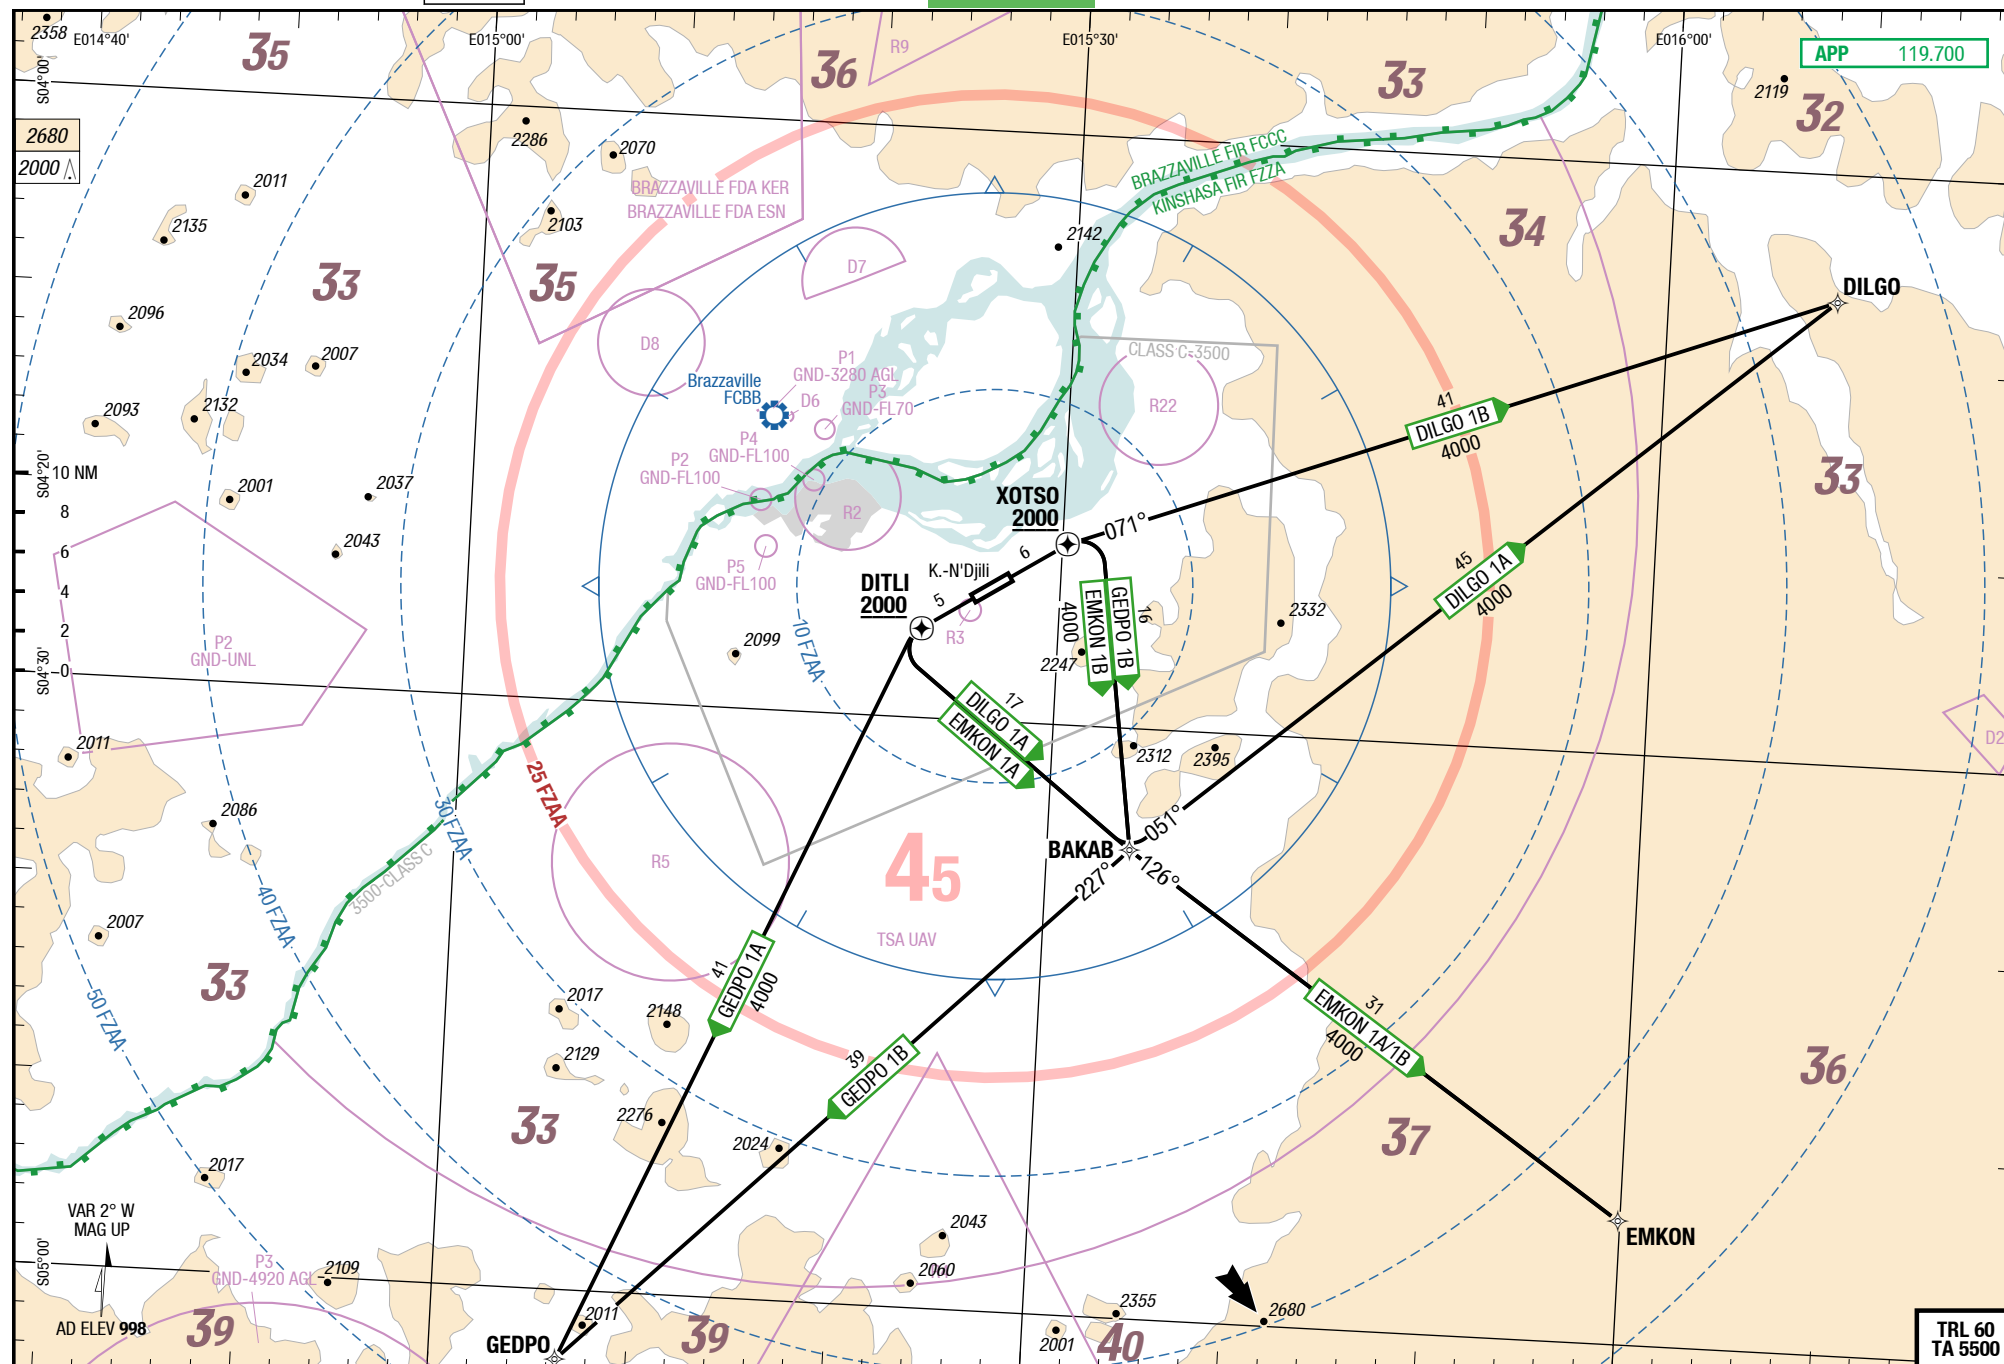 2358
E014°40'
35
E015°00'
36
R9
E015°30'
33
E016°00'
APP 119.700
2119
32
S04°00'
2680
2000
2286
2070
BRAZZAVILLE FDA KER
BRAZZAVILLE FDA ESN
2011
2135
2103
33
35
D7
2142
BRAZZAVILLE FIR FCCC
KINSHASA FIR FZZA
34
DILGO
2096
2034
2007
D8
P1
GND-3280 AGL
Brazzaville
FCBB
D6
P3
GND-FL70
CLASS C-3500
R22
2093
2132
P4
GND-FL100
P2
GND-FL100
41
DILGO 1B
4000
S04°20'
10 NM
8
6
4
2
0
2001
2037
2043
R2
XOTSO
2000
071°
33
P5
GND-FL100
K.-N'Djili
6
5
DITLI
2000
R3
45
DILGO 1A
4000
4000
EMKON 1B
GEDPO 1B
16
2332
P2
GND-UNL
2099
10 FZAA
2247
S04°30'
17
DILGO 1A
EMKON 1A
2312
2395
D2
2011
25 FZAA
30 FZAA
2086
3500-CLASS C
R5
45
BAKAB
051°
126°
227°
40 FZAA
2007
TSA UAV
33
50 FZAA
41
GEDPO 1A
4000
2017
2148
2129
39
GEDPO 1B
31
EMKON 1A/1B
4000
36
33
2276
2024
37
2017
VAR 2° W
MAG UP
2043
EMKON
S05°00'
P3
GND-4920 AGL
2109
2060
2355
2680
AD ELEV 998
39
2011
39
2001
40
GEDPO
TRL 60
TA 5500